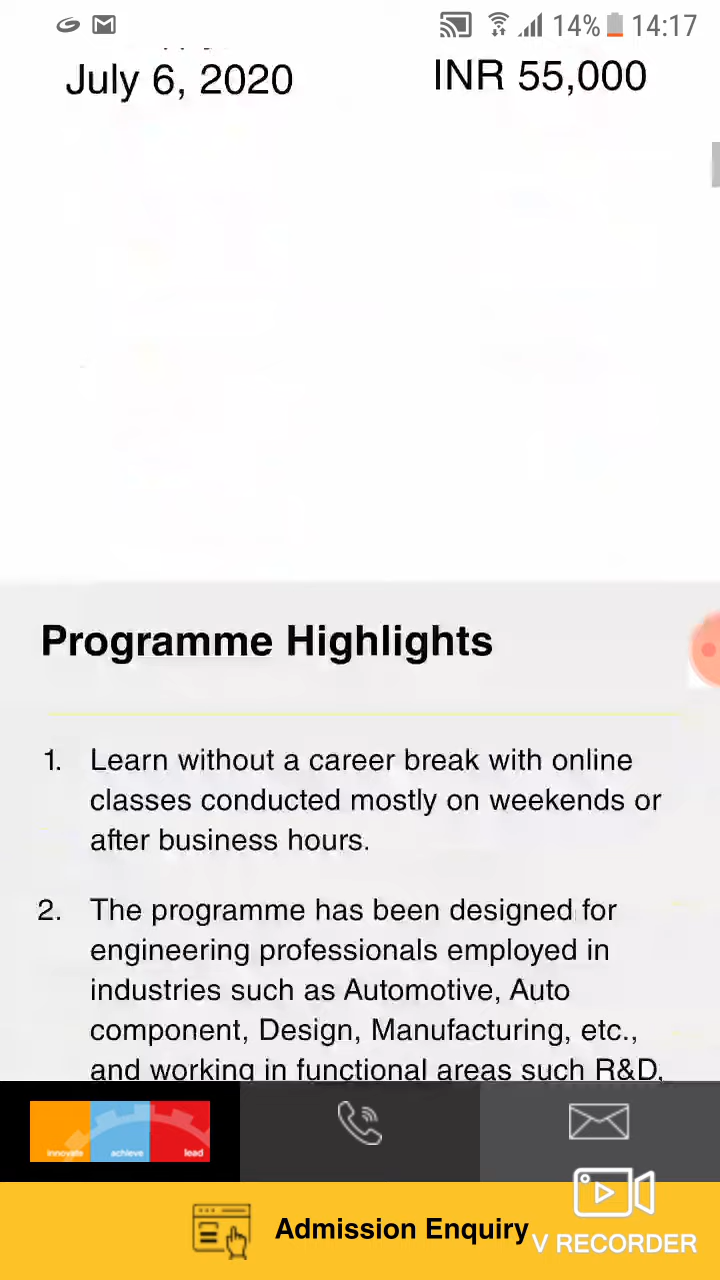 14% 14:17
July 6, 2020 INR 55,000
Programme Highlights
1. Learn without a career break with online
classes conducted mostly on weekends or
after business hours.
2. The programme has been designed for
engineering professionals employed in
industries such as Automotive, Auto
component, Design, Manufacturing, etc.,
and working in functional areas such R&D,
innovate achieve lead
Admission Enquiry
V RECORDER